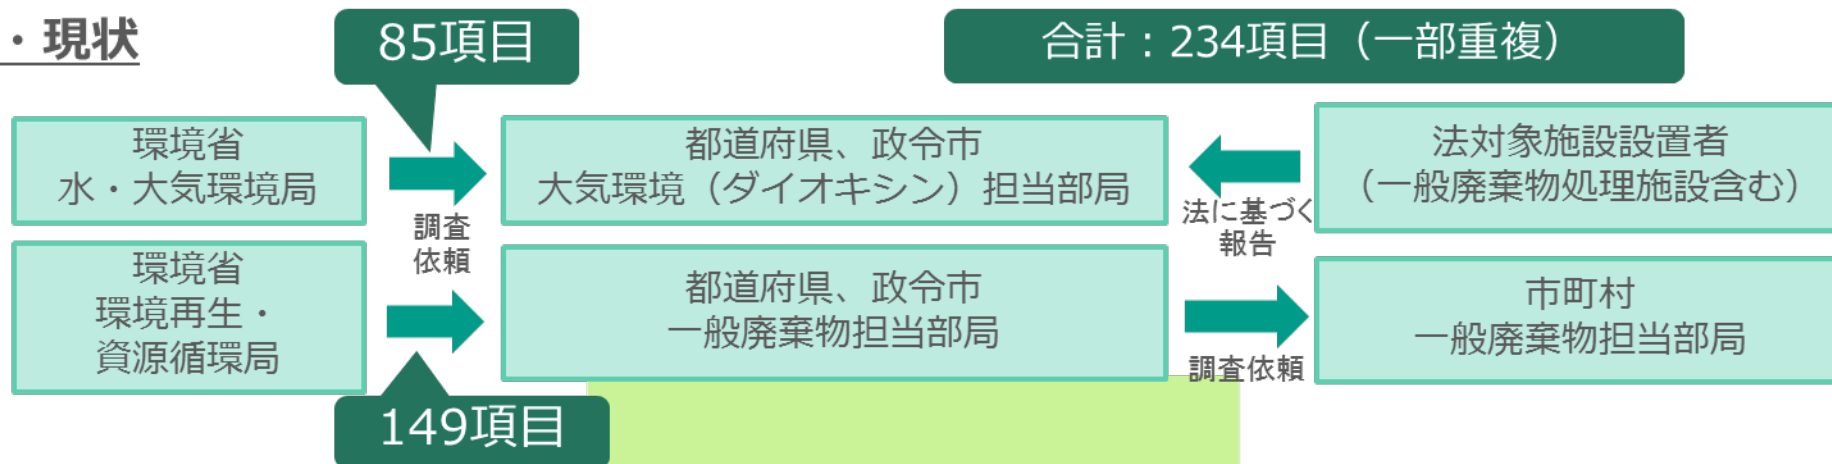 ・現状
85項目
合計：234項目（一部重複）
環境省
水・大気環境局
調査
依頼
都道府県、政令市
大気環境（ダイオキシン）担当部局
法に基づく
報告
法対象施設設置者
（一般廃棄物処理施設含む）
環境省
環境再生・
資源循環局
都道府県、政令市
一般廃棄物担当部局
調査依頼
市町村
一般廃棄物担当部局
149項目